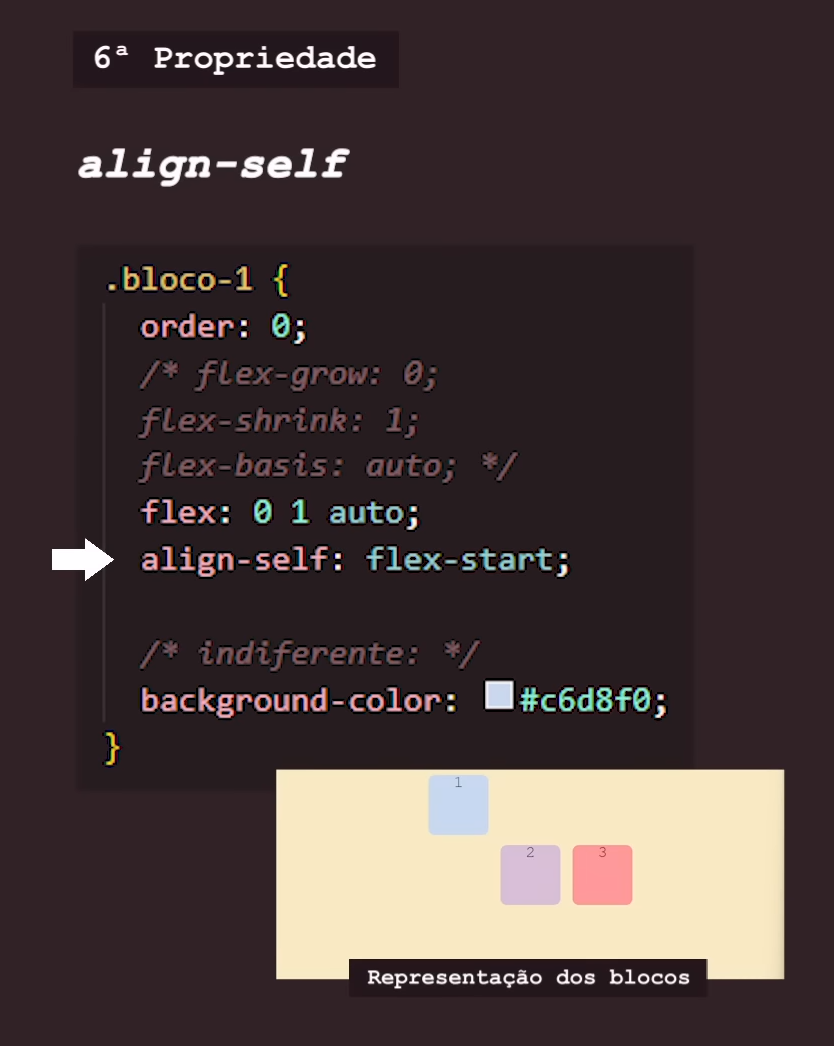 6ª Propriedade
align-self
.bloco-1 {
order: 0;
/* flex-grow: 0;
flex-shrink: 1;
flex-basis: auto; */
flex: 0 1 auto;
align-self: flex-start;
/* indiferente: */
background-color: #c6d8f0;
}
1
2 3
Representação dos blocos